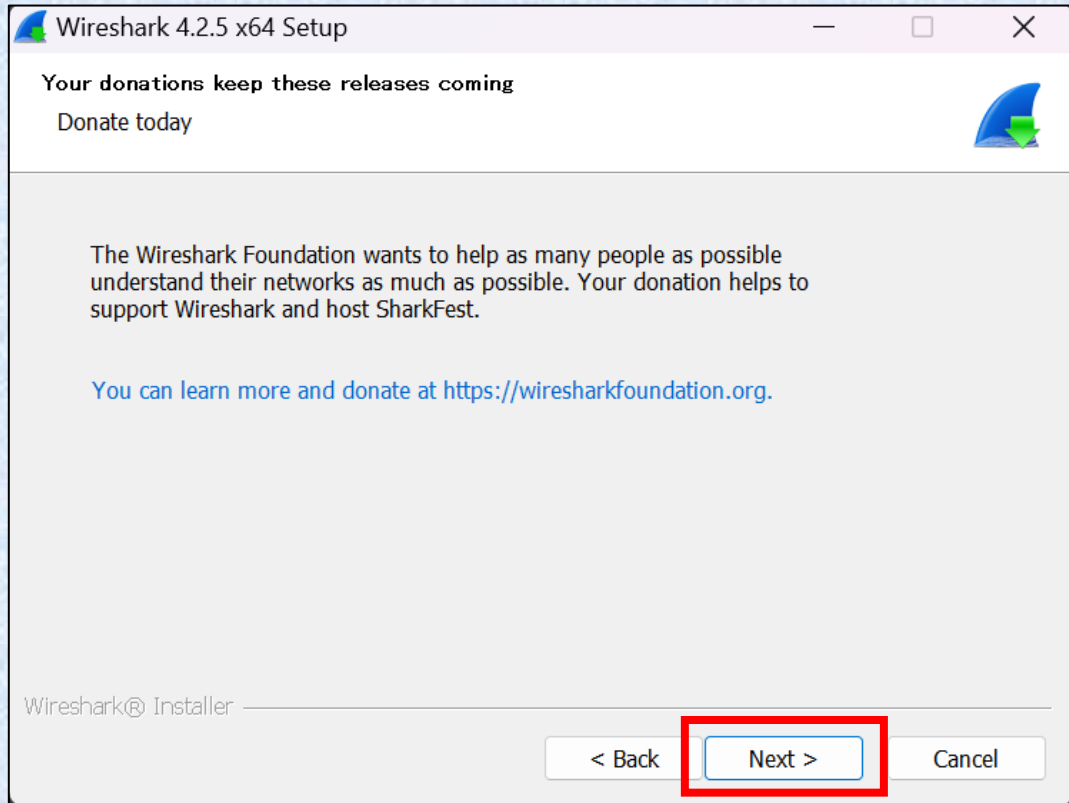 Wireshark 4.2.5 x64 Setup
Your donations keep these releases coming
Donate today
The Wireshark Foundation wants to help as many people as possible
understand their networks as much as possible. Your donation helps to
support Wireshark and host SharkFest.
You can learn more and donate at https://wiresharkfoundation.org.
Wireshark® Installer
< Back
Next >
Cancel